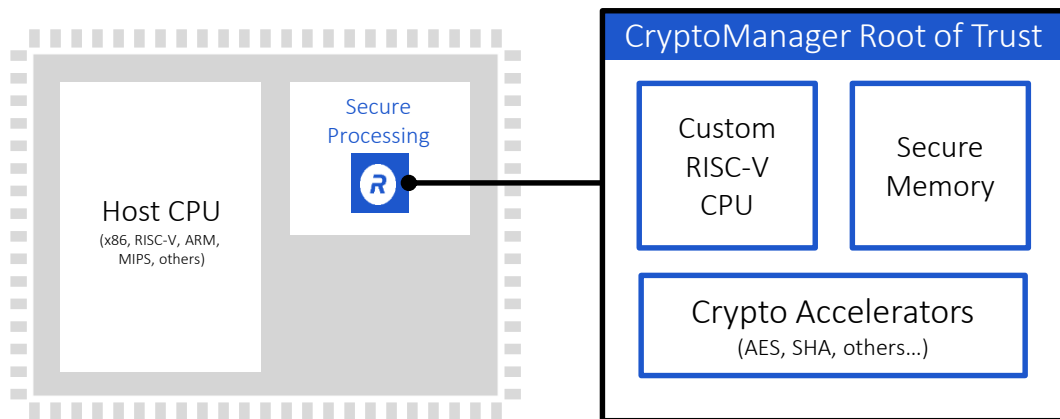 Host CPU
(x86, RISC-V, ARM,
MIPS, others)
Secure
Processing
R
CryptoManager Root of Trust
Custom
RISC-V
CPU
Secure
Memory
Crypto Accelerators
(AES, SHA, others...)